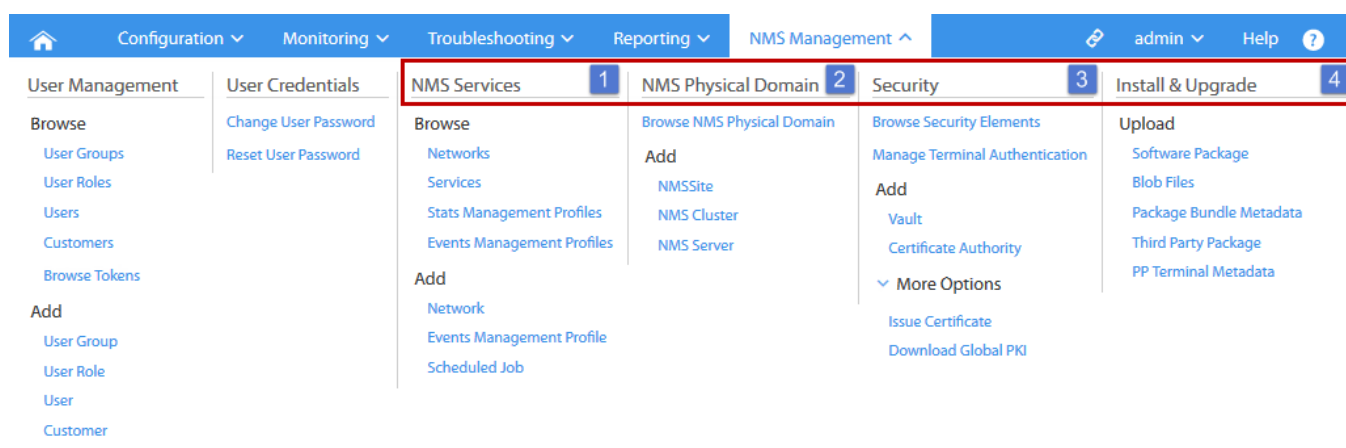 Configuration Monitoring Troubleshooting Reporting NMS Management admin Help ?
User Management
Browse
User Groups
User Roles
Users
Customers
Browse Tokens
Add
User Group
User Role
User
Customer
User Credentials
Change User Password
Reset User Password
NMS Services 1
Browse
Networks
Services
Stats Management Profiles
Events Management Profiles
Add
Network
Events Management Profile
Scheduled Job
NMS Physical Domain 2
Browse NMS Physical Domain
Add
NMSSite
NMS Cluster
NMS Server
Security 3
Browse Security Elements
Manage Terminal Authentication
Add
Vault
Certificate Authority
More Options
Issue Certificate
Download Global PKI
Install & Upgrade 4
Upload
Software Package
Blob Files
Package Bundle Metadata
Third Party Package
PP Terminal Metadata